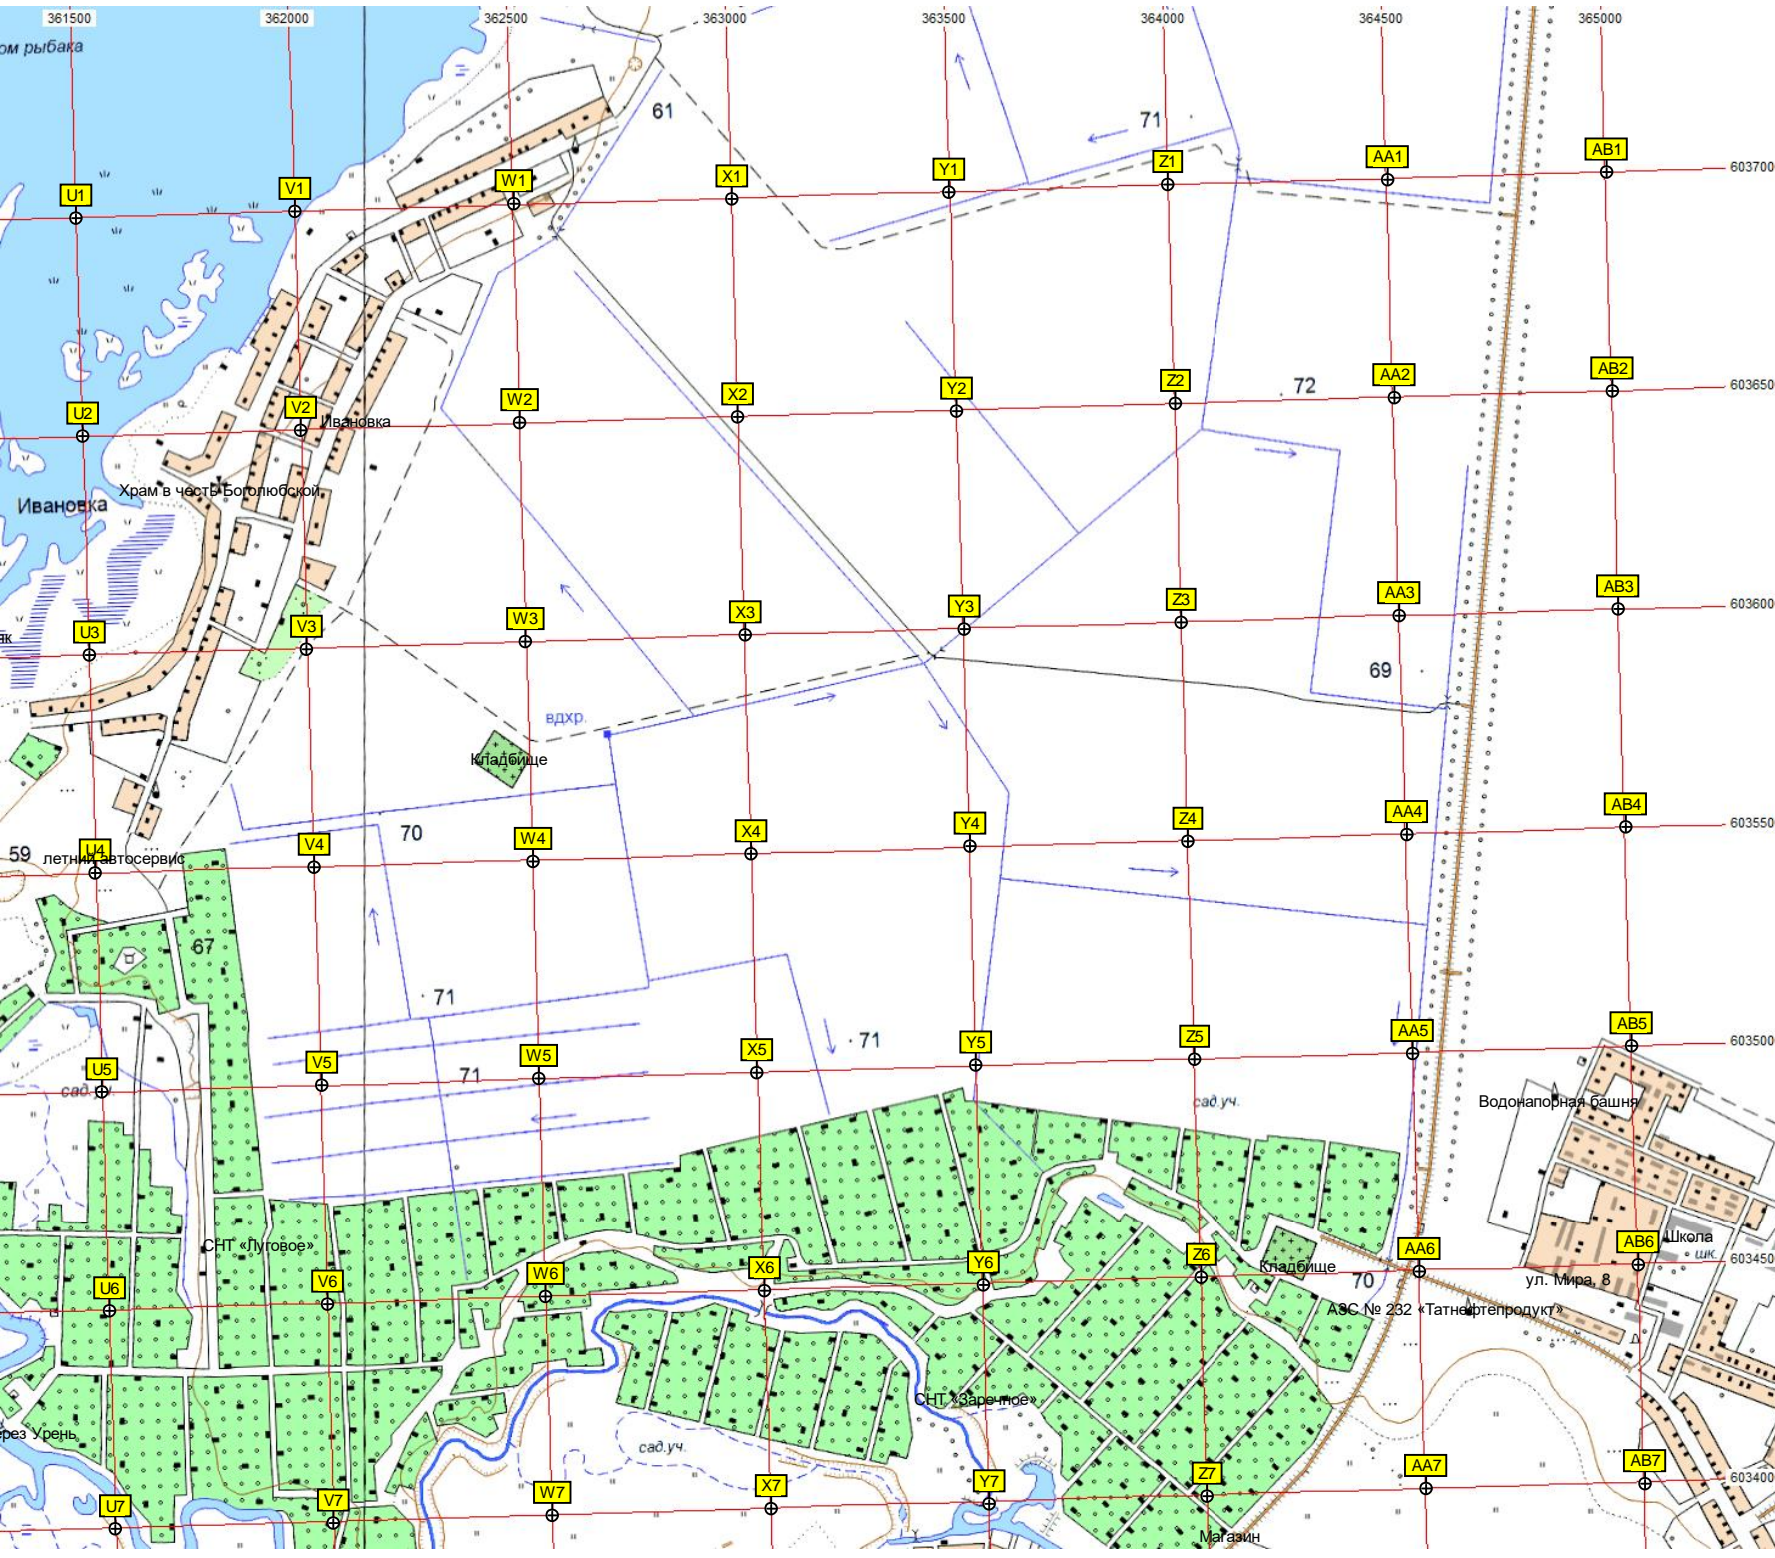 361500 362000 362500 363000 363500 364000 364500 365000
ом рыбака
61
71
U1 V1 W1 X1 Y1 Z1 AA1 AB1
603700
U2 V2 W2 X2 Y2 Z2 AA2 AB2
603650
72
Ивановка
Храм в честь Боголюбской
Ивановка
U3 V3 W3 X3 Y3 Z3 AA3 AB3
603600
як
69
вдхр.
Кладбище
70
U4 V4 W4 X4 Y4 Z4 AA4 AB4
603550
59
летний автосервис
67
71
71
71
U5 V5 W5 X5 Y5 Z5 AA5 AB5
603500
сад.уч.
сад.уч.
Водонапорная башня
СНТ «Луговое»
U6 V6 W6 X6 Y6 Z6 AA6 AB6
603450
Школа
шк.
Кладбище
70
ул. Мира, 8
АЗС № 232 «Татнефтепродукт»
СНТ «Заречное»
ерез Урень
сад.уч.
U7 V7 W7 X7 Y7 Z7 AA7 AB7
603400
Магазин